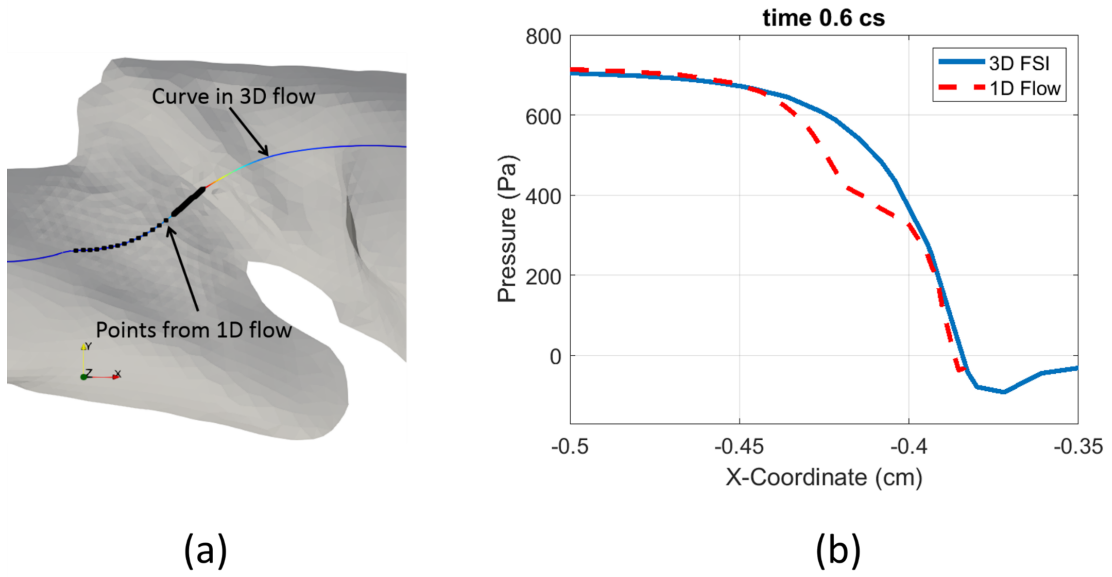 Curve in 3D flow
Points from 1D flow
Y
Z
X
(a)
time 0.6 cs
3D FSI
1D Flow
Pressure (Pa)
800
600
400
200
0
-0.5
-0.45
-0.4
-0.35
X-Coordinate (cm)
(b)